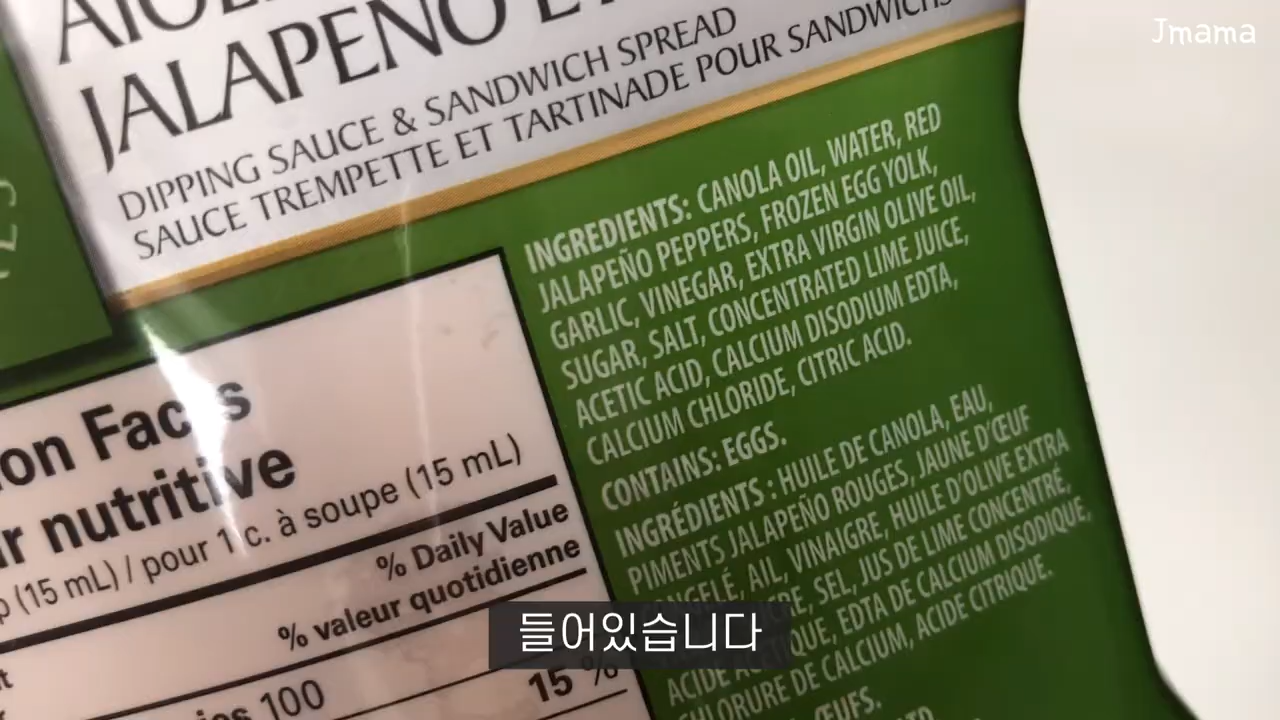 Jmama
JALAPEÑO ET
DIPPING SAUCE & SANDWICH SPREAD
SAUCE TREMPETTE ET TARTINADE POUR SANDWICHS
INGREDIENTS: CANOLA OIL, WATER, RED
JALAPEÑO PEPPERS, FROZEN EGG YOLK,
GARLIC, VINEGAR, EXTRA VIRGIN OLIVE OIL,
SUGAR, SALT, CONCENTRATED LIME JUICE,
ACETIC ACID, CALCIUM DISODIUM EDTA,
CALCIUM CHLORIDE, CITRIC ACID.
CONTAINS: EGGS.
INGRÉDIENTS : HUILE DE CANOLA, EAU,
PIMENTS JALAPEÑO ROUGES, JAUNE D'ŒUF
AIL, VINAIGRE, HUILE D'OLIVE EXTRA
SEL, JUS DE LIME CONCENTRÉ,
ACIDE EDTA DE CALCIUM DISODIQUE,
CHLORURE DE CALCIUM, ACIDE CITRIQUE.
ŒUFS.
on Facts
r nutritive
(15 mL) / pour 1 c. à soupe (15 mL)
% Daily Value
% valeur quotidienne
100
15 %
들어있습니다